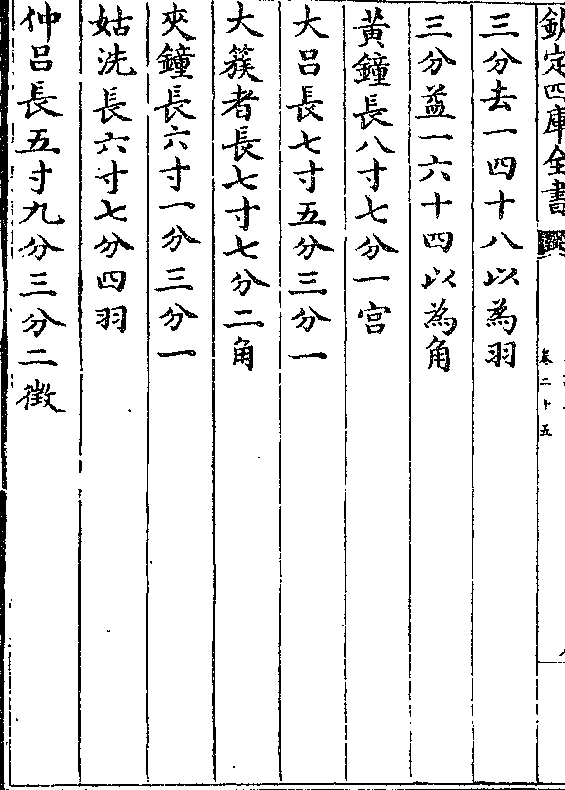 欽定四庫全書
卷二十五
三分去一四十八以為羽
三分益一六十四以為角
黃鐘長八寸七分一宮
大呂長七寸五分三分一
大簇者長七寸七分二角
夾鐘長六寸一分三分一
姑洗長六寸七分四羽
仲呂長五寸九分三分二徵